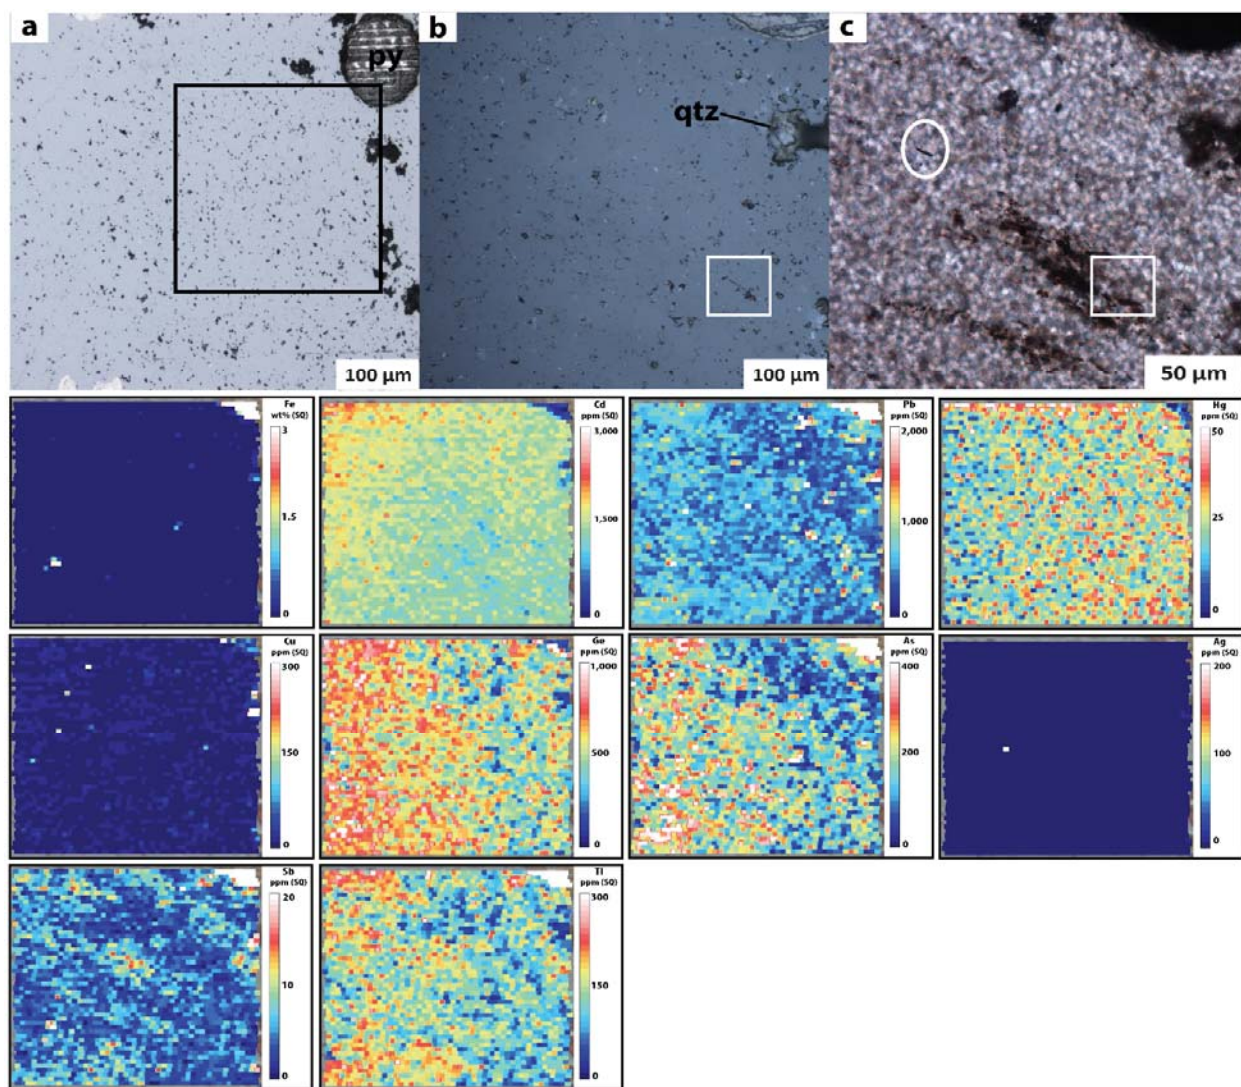 a
b
c
py
qtz
100 µm
100 µm
50 µm
Fe
wt% (SQ)
3
1.5
0
Cd
ppm (SQ)
3,000
1,500
0
Pb
ppm (SQ)
2,000
1,000
0
Hg
ppm (SQ)
50
25
0
Cu
ppm (SQ)
300
150
0
Ge
ppm (SQ)
1,000
500
0
As
ppm (SQ)
400
200
0
Ag
ppm (SQ)
200
100
0
Sb
ppm (SQ)
20
10
0
Tl
ppm (SQ)
300
150
0